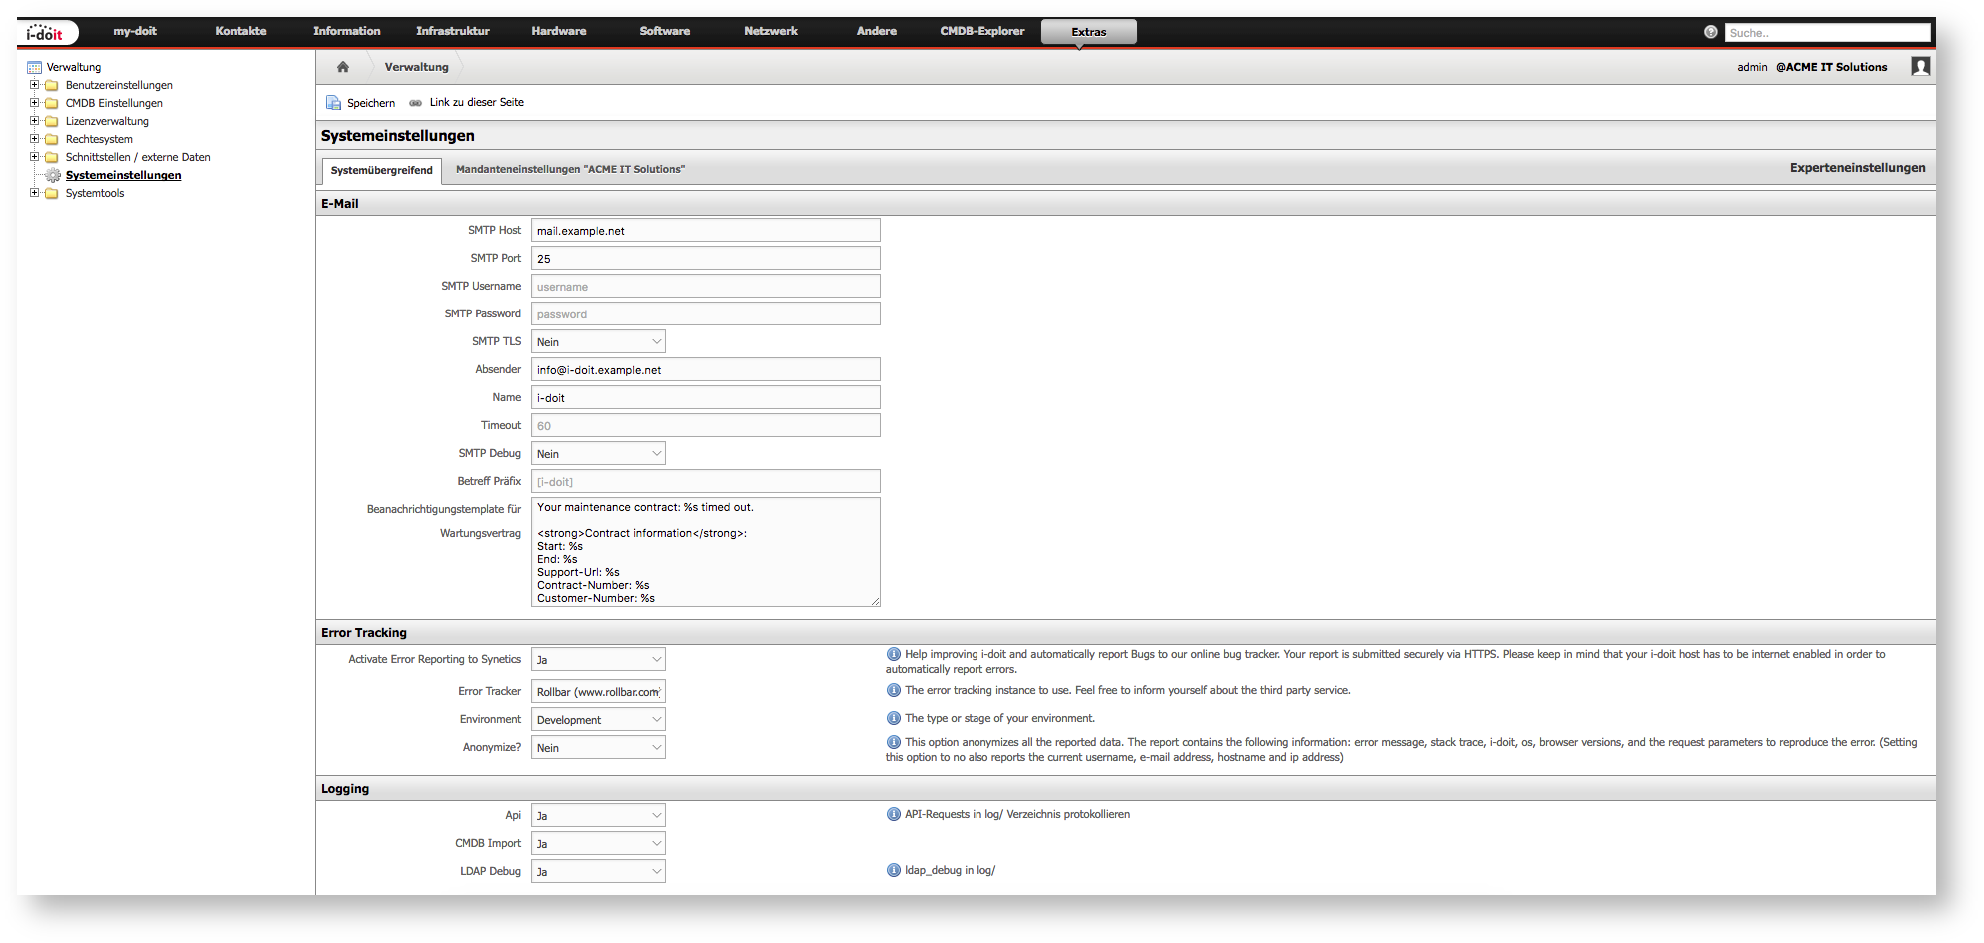 i-doit
my-doit Kontakte Information Infrastruktur Hardware Software Netzwerk Andere CMDB-Explorer Extras Suche..
Verwaltung
Benutzereinstellungen
CMDB Einstellungen
Lizenzverwaltung
Rechtesystem
Schnittstellen / externe Daten
Systemeinstellungen
Systemtools
Verwaltung
admin @ACME IT Solutions
Speichern Link zu dieser Seite
Systemeinstellungen
Systemübergreifend Mandanteneinstellungen "ACME IT Solutions" Experteneinstellungen
E-Mail
SMTP Host mail.example.net
SMTP Port 25
SMTP Username username
SMTP Password password
SMTP TLS Nein
Absender info@i-doit.example.net
Name i-doit
Timeout 60
SMTP Debug Nein
Betreff Präfix [i-doit]
Beanachrichtigungstemplate für
Wartungsvertrag
Your maintenance contract: %s timed out.
<strong>Contract information</strong>:
Start: %s
End: %s
Support-Url: %s
Contract-Number: %s
Customer-Number: %s
Error Tracking
Activate Error Reporting to Synetics Ja
Help improving i-doit and automatically report Bugs to our online bug tracker. Your report is submitted securely via HTTPS. Please keep in mind that your i-doit host has to be internet enabled in order to
automatically report errors.
Error Tracker Rollbar (www.rollbar.com) The error tracking instance to use. Feel free to inform yourself about the third party service.
Environment Development The type or stage of your environment.
Anonymize? Nein
This option anonymizes all the reported data. The report contains the following information: error message, stack trace, i-doit, os, browser versions, and the request parameters to reproduce the error. (Setting
this option to no also reports the current username, e-mail address, hostname and ip address)
Logging
Api Ja API-Requests in log/ Verzeichnis protokollieren
CMDB Import Ja
LDAP Debug Ja ldap_debug in log/